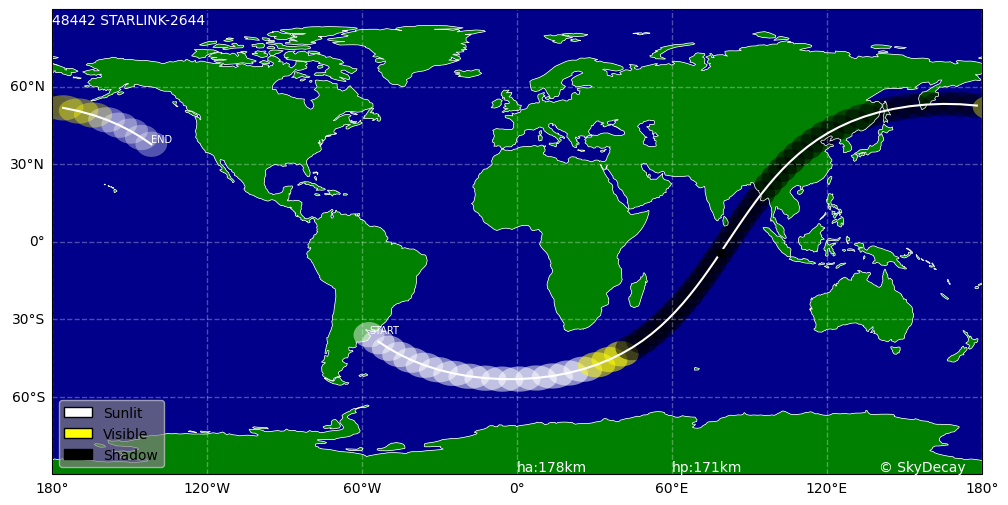 48442 STARLINK-2644
60°N
END
30°N
0°
30°S
START
60°S
Sunlit
Visible
Shadow
ha:178km
hp:171km
© SkyDecay
180°
120°W
60°W
0°
60°E
120°E
180°